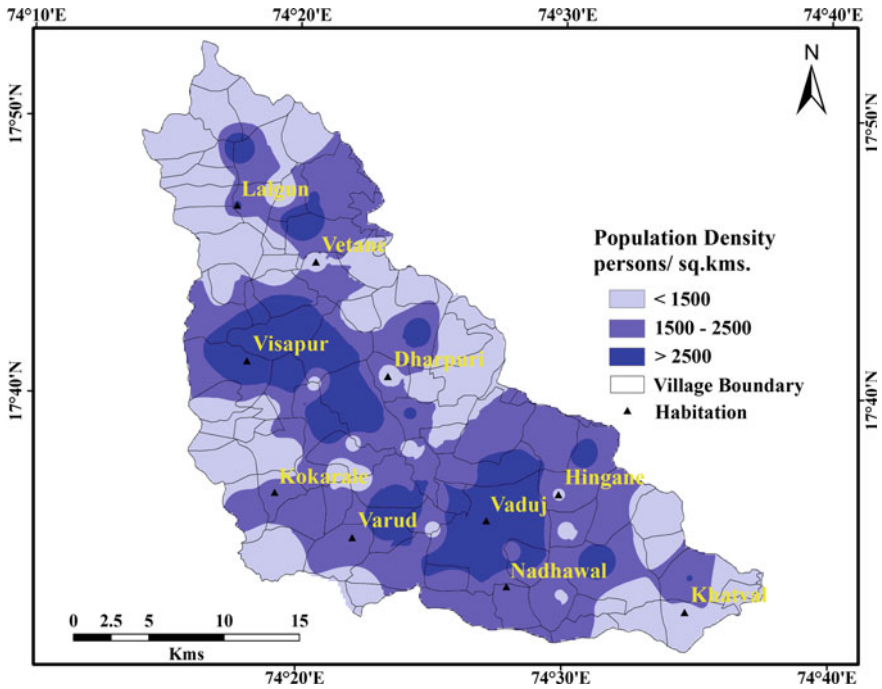 74°10'E 74°20'E 74°30'E 74°40'E
N
17°50'N 17°50'N
Lalgun
Vetane
Population Density
persons/ sq.kms.
< 1500
1500 - 2500
> 2500
Village Boundary
Habitation
Visapur
Dharpuri
17°40'N 17°40'N
Kokarale
Hingane
Varud
Vaduj
Nadhawal
Khatval
0 2.5 5 10 15
Kms
74°20'E 74°30'E 74°40'E